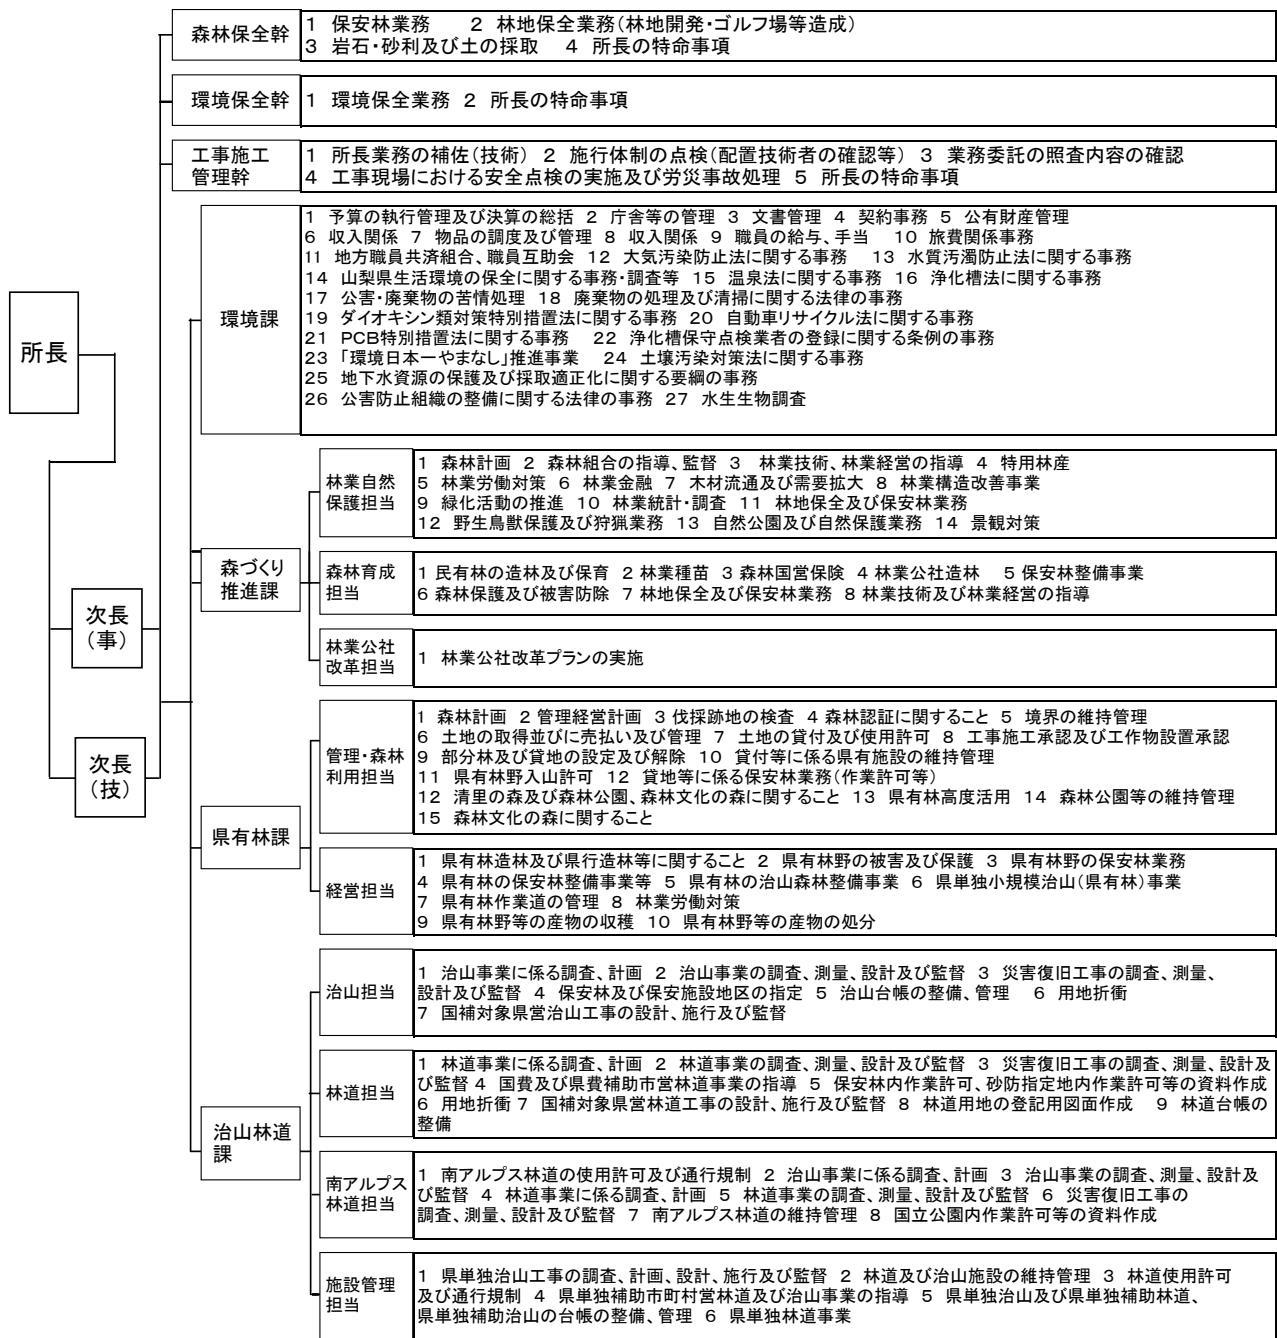 所長
次長
(事)
次長
(技)
森林保全幹
1 保安林業務 2 林地保全業務(林地開発・ゴルフ場等造成)
3 岩石・砂利及び土の採取 4 所長の特命事項
環境保全幹
1 環境保全業務 2 所長の特命事項
工事施工
管理幹
1 所長業務の補佐(技術) 2 施行体制の点検(配置技術者の確認等) 3 業務委託の照査内容の確認
4 工事現場における安全点検の実施及び労災事故処理 5 所長の特命事項
環境課
1 予算の執行管理及び決算の総括 2 庁舎等の管理 3 文書管理 4 契約事務 5 公有財産管理
6 収入関係 7 物品の調度及び管理 8 収入関係 9 職員の給与、手当 10 旅費関係事務
11 地方職員共済組合、職員互助会 12 大気汚染防止法に関する事務 13 水質汚濁防止法に関する事務
14 山梨県生活環境の保全に関する事務・調査等 15 温泉法に関する事務 16 浄化槽法に関する事務
17 公害・廃棄物の苦情処理 18 廃棄物の処理及び清掃に関する法律の事務
19 ダイオキシン類対策特別措置法に関する事務 20 自動車リサイクル法に関する事務
21 PCB特別措置法に関する事務 22 浄化槽保守点検業者の登録に関する条例の事務
23 「環境日本一やまなし」推進事業 24 土壌汚染対策法に関する事務
25 地下水資源の保護及び採取適正化に関する要綱の事務
26 公害防止組織の整備に関する法律の事務 27 水生生物調査
森づくり
推進課
林業自然
保護担当
1 森林計画 2 森林組合の指導、監督 3 林業技術、林業経営の指導 4 特用林産
5 林業労働対策 6 林業金融 7 木材流通及び需要拡大 8 林業構造改善事業
9 緑化活動の推進 10 林業統計・調査 11 林地保全及び保安林業務
12 野生鳥獣保護及び狩猟業務 13 自然公園及び自然保護業務 14 景観対策
森林育成
担当
1 民有林の造林及び保育 2 林業種苗 3 森林国営保険 4 林業公社造林 5 保安林整備事業
6 森林保護及び被害防除 7 林地保全及び保安林業務 8 林業技術及び林業経営の指導
林業公社
改革担当
1 林業公社改革プランの実施
県有林課
管理・森林
利用担当
1 森林計画 2 管理経営計画 3 伐採跡地の検査 4 森林認証に関すること 5 境界の維持管理
6 土地の取得並びに売払い及び管理 7 土地の貸付及び使用許可 8 工事施工承認及び工作物設置承認
9 部分林及び貸地の設定及び解除 10 貸付等に係る県有施設の維持管理
11 県有林野入山許可 12 貸地等に係る保安林業務(作業許可等)
12 清里の森及び森林公園、森林文化の森に関すること 13 県有林高度活用 14 森林公園等の維持管理
15 森林文化の森に関すること
経営担当
1 県有林造林及び県行造林等に関すること 2 県有林野の被害及び保護 3 県有林野の保安林業務
4 県有林の保安林整備事業等 5 県有林の治山森林整備事業 6 県単独小規模治山(県有林)事業
7 県有林作業道の管理 8 林業労働対策
9 県有林野等の産物の収穫 10 県有林野等の産物の処分
治山林道
課
治山担当
1 治山事業に係る調査、計画 2 治山事業の調査、測量、設計及び監督 3 災害復旧工事の調査、測量、
設計及び監督 4 保安林及び保安施設地区の指定 5 治山台帳の整備、管理 6 用地折衝
7 国補対象県営治山工事の設計、施行及び監督
林道担当
1 林道事業に係る調査、計画 2 林道事業の調査、測量、設計及び監督 3 災害復旧工事の調査、測量、設計及
び監督 4 国費及び県費補助市営林道事業の指導 5 保安林内作業許可、砂防指定地内作業許可等の資料作成
6 用地折衝 7 国補対象県営林道工事の設計、施行及び監督 8 林道用地の登記用図面作成 9 林道台帳の
整備
南アルプス
林道担当
1 南アルプス林道の使用許可及び通行規制 2 治山事業に係る調査、計画 3 治山事業の調査、測量、設計及
び監督 4 林道事業に係る調査、計画 5 林道事業の調査、測量、設計及び監督 6 災害復旧工事の
調査、測量、設計及び監督 7 南アルプス林道の維持管理 8 国立公園内作業許可等の資料作成
施設管理
担当
1 県単独治山工事の調査、計画、設計、施行及び監督 2 林道及び治山施設の維持管理 3 林道使用許可
及び通行規制 4 県単独補助市町村営林道及び治山事業の指導 5 県単独治山及び県単独補助林道、
県単独補助治山の台帳の整備、管理 6 県単独林道事業